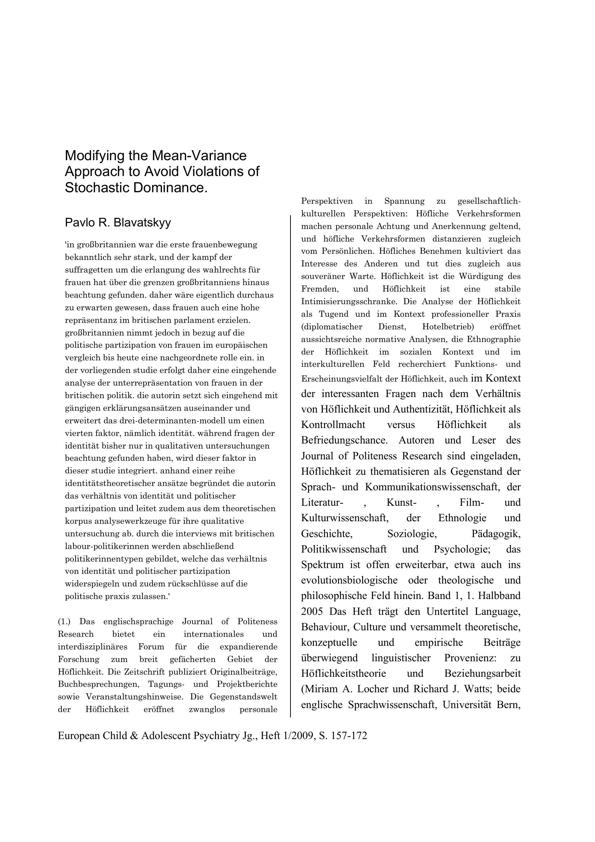 Modifying the Mean-Variance
Approach to Avoid Violations of
Stochastic Dominance.
Pavlo R. Blavatskyy
'in großbritannien war die erste frauenbewegung
bekanntlich sehr stark, und der kampf der
suffragetten um die erlangung des wahlrechts für
frauen hat über die grenzen großbritanniens hinaus
beachtung gefunden. daher wäre eigentlich durchaus
zu erwarten gewesen, dass frauen auch eine hohe
repräsentanz im britischen parlament erzielen.
großbritannien nimmt jedoch in bezug auf die
politische partizipation von frauen im europäischen
vergleich bis heute eine nachgeordnete rolle ein. in
der vorliegenden studie erfolgt daher eine eingehende
analyse der unterrepräsentation von frauen in der
britischen politik. die autorin setzt sich eingehend mit
gängigen erklärungsansätzen auseinander und
erweitert das drei-determinanten-modell um einen
vierten faktor, nämlich identität. während fragen der
identität bisher nur in qualitativen untersuchungen
beachtung gefunden haben, wird dieser faktor in
dieser studie integriert. anhand einer reihe
identitätstheoretischer ansätze begründet die autorin
das verhältnis von identität und politischer
partizipation und leitet zudem aus dem theoretischen
korpus analysewerkzeuge für ihre qualitative
untersuchung ab. durch die interviews mit britischen
labour-politikerinnen werden abschließend
politikerinnentypen gebildet, welche das verhältnis
von identität und politischer partizipation
widerspiegeln und zudem rückschlüsse auf die
politische praxis zulassen.'
(1.) Das englischsprachige Journal of Politeness
Research bietet ein internationales und
interdisziplinäres Forum für die expandierende
Forschung zum breit gefächerten Gebiet der
Höflichkeit. Die Zeitschrift publiziert Originalbeiträge,
Buchbesprechungen, Tagungs- und Projektberichte
sowie Veranstaltungshinweise. Die Gegenstandswelt
der Höflichkeit eröffnet zwanglos personale
Perspektiven in Spannung zu gesellschaftlich-
kulturellen Perspektiven: Höfliche Verkehrsformen
machen personale Achtung und Anerkennung geltend,
und höfliche Verkehrsformen distanzieren zugleich
vom Persönlichen. Höfliches Benehmen kultiviert das
Interesse des Anderen und tut dies zugleich aus
souveräner Warte. Höflichkeit ist die Würdigung des
Fremden, und Höflichkeit ist eine stabile
Intimisierungsschranke. Die Analyse der Höflichkeit
als Tugend und im Kontext professioneller Praxis
(diplomatischer Dienst, Hotelbetrieb) eröffnet
aussichtsreiche normative Analysen, die Ethnographie
der Höflichkeit im sozialen Kontext und im
interkulturellen Feld recherchiert Funktions- und
Erscheinungsvielfalt der Höflichkeit, auch im Kontext
der interessanten Fragen nach dem Verhältnis
von Höflichkeit und Authentizität, Höflichkeit als
Kontrollmacht versus Höflichkeit als
Befriedungschance. Autoren und Leser des
Journal of Politeness Research sind eingeladen,
Höflichkeit zu thematisieren als Gegenstand der
Sprach- und Kommunikationswissenschaft, der
Literatur- , Kunst- , Film- und
Kulturwissenschaft, der Ethnologie und
Geschichte, Soziologie, Pädagogik,
Politikwissenschaft und Psychologie; das
Spektrum ist offen erweiterbar, etwa auch ins
evolutionsbiologische oder theologische und
philosophische Feld hinein. Band 1, 1. Halbband
2005 Das Heft trägt den Untertitel Language,
Behaviour, Culture und versammelt theoretische,
konzeptuelle und empirische Beiträge
überwiegend linguistischer Provenienz: zu
Höflichkeitstheorie und Beziehungsarbeit
(Miriam A. Locher und Richard J. Watts; beide
englische Sprachwissenschaft, Universität Bern,
European Child & Adolescent Psychiatry Jg., Heft 1/2009, S. 157-172